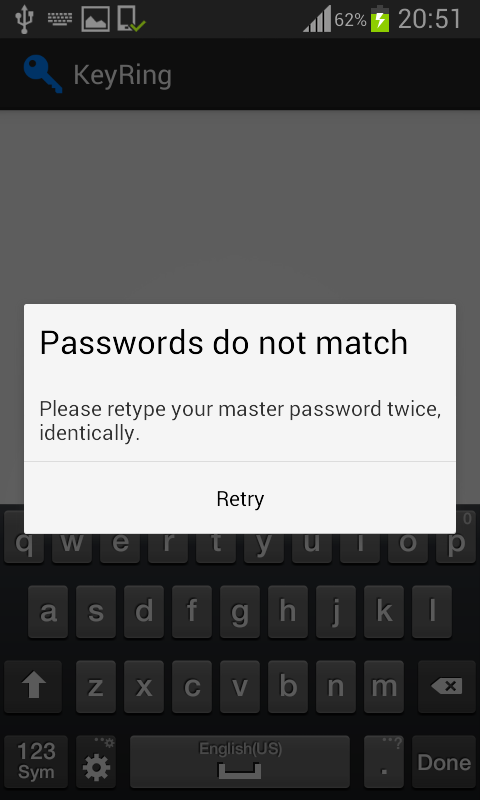 62% 20:51
KeyRing
Passwords do not match
Please retype your master password twice,
identically.
Retry
0
q w e r t y u i o p
a s d f g h j k l
z x c v b n m
123
Sym
English(US)
. ?
Done